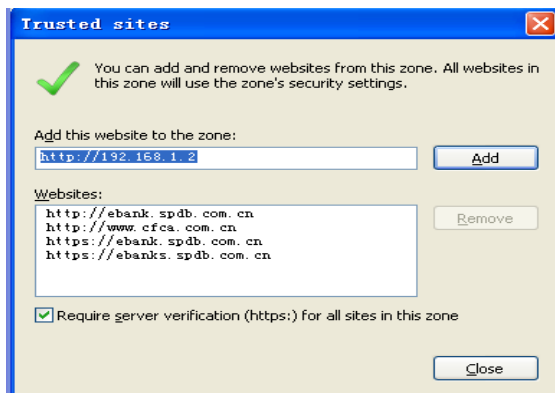 Trusted sites
You can add and remove websites from this zone. All websites in
this zone will use the zone's security settings.
Add this website to the zone:
http://192.168.1.2
Add
Websites:
http://ebank.spdb.com.cn
http://www.cfca.com.cn
https://ebank.spdb.com.cn
https://ebanks.spdb.com.cn
Remove
Require server verification (https:) for all sites in this zone
Close